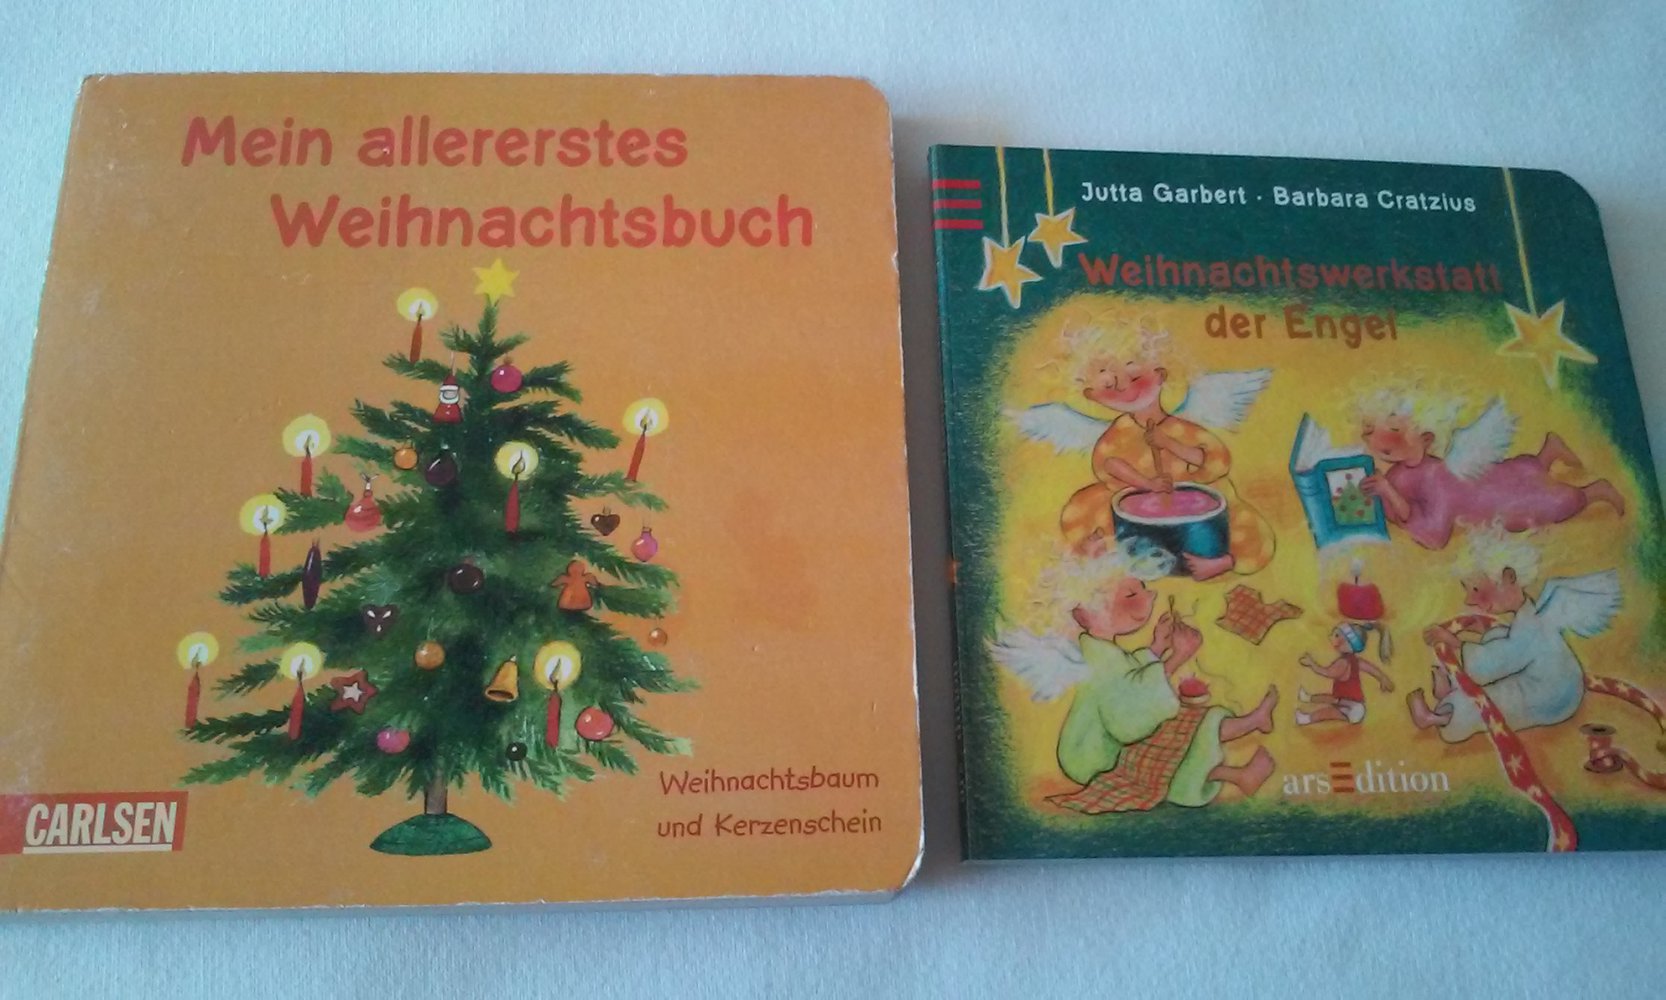 Mein allererstes
Weihnachtsbuch
Weihnachtsbaum
und Kerzenschein
CARLSEN
Jutta Garbert · Barbara Cratzius
Weihnachtswerkstatt
der Engel
arsEdition